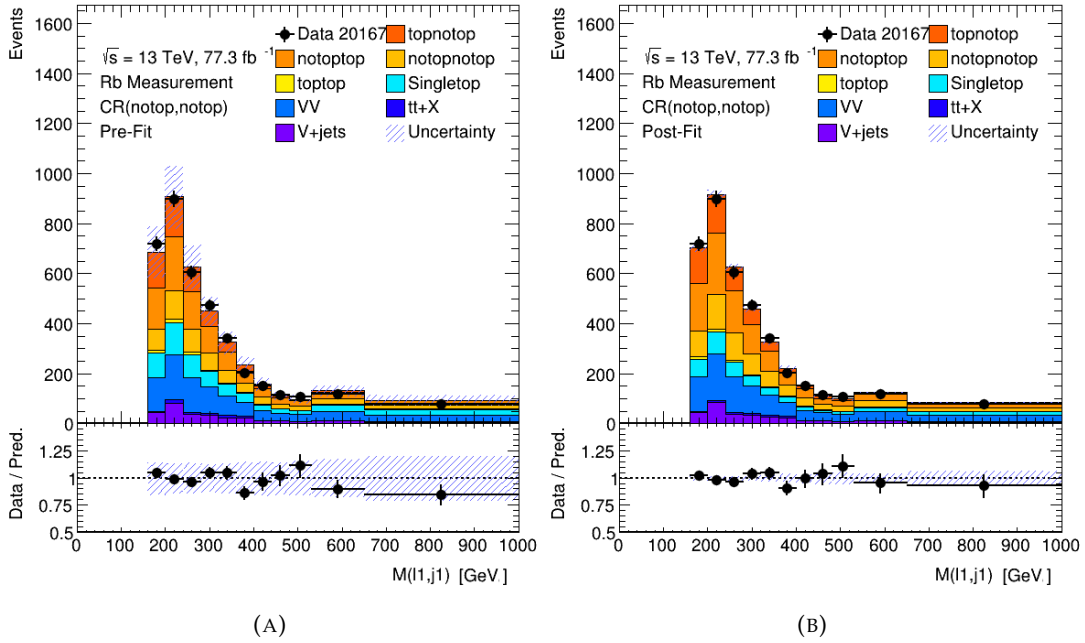 Events
1600
1400
1200
1000
800
600
400
200
0
√s = 13 TeV, 77.3 fb -1
Rb Measurement
CR(notop,notop)
Pre-Fit
Data 20167
topnotop
notoptop
notopnotop
toptop
Singletop
VV
tt+X
V+jets
Uncertainty
Data / Pred.
1.25
1
0.75
0.5
0 100 200 300 400 500 600 700 800 900 1000
M(l1,j1) [GeV]
(A)
Events
1600
1400
1200
1000
800
600
400
200
0
√s = 13 TeV, 77.3 fb -1
Rb Measurement
CR(notop,notop)
Post-Fit
Data 20167
topnotop
notoptop
notopnotop
toptop
Singletop
VV
tt+X
V+jets
Uncertainty
Data / Pred.
1.25
1
0.75
0.5
0 100 200 300 400 500 600 700 800 900 1000
M(l1,j1) [GeV]
(B)